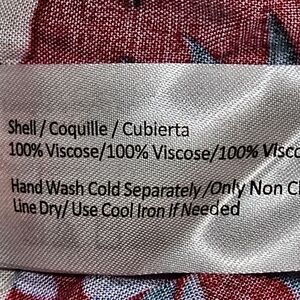 Shell / Coquille / Cubierta
100% Viscose/100% Viscose/100% Visco
Hand Wash Cold Separately /Only Non Cl
Line Dry/ Use Cool Iron If Needed